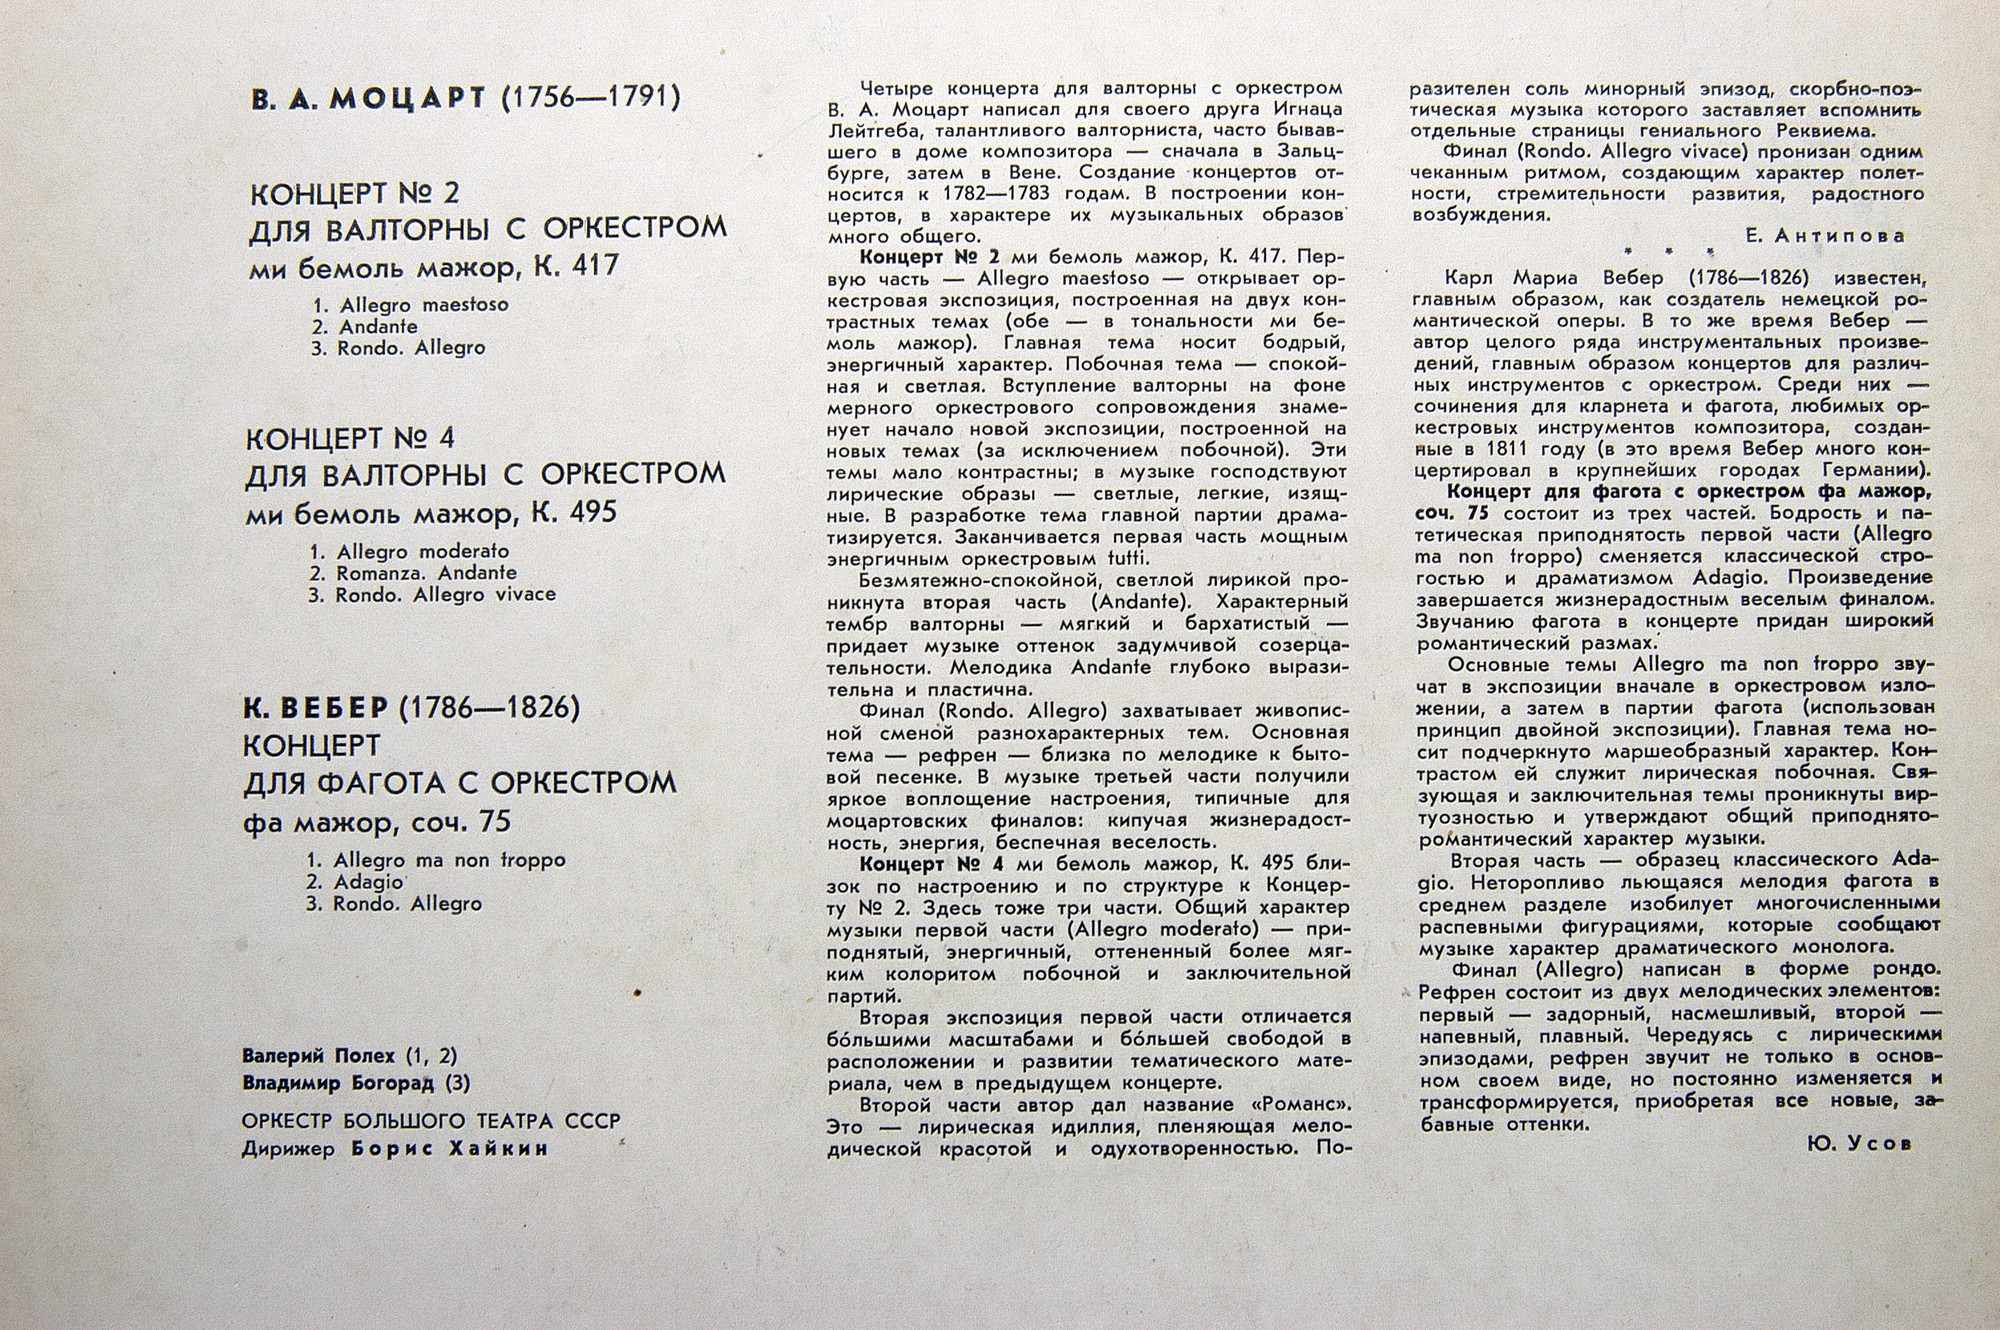 В. А. МОЦАРТ (1756—1791)
КОНЦЕРТ № 2
ДЛЯ ВАЛТОРНЫ С ОРКЕСТРОМ
ми бемоль мажор, К. 417
1. Allegro maestoso
2. Andante
3. Rondo. Allegro
КОНЦЕРТ № 4
ДЛЯ ВАЛТОРНЫ С ОРКЕСТРОМ
ми бемоль мажор, К. 495
1. Allegro moderato
2. Romanza. Andante
3. Rondo. Allegro vivace
К. ВЕБЕР (1786—1826)
КОНЦЕРТ
ДЛЯ ФАГОТА С ОРКЕСТРОМ
фа мажор, соч. 75
1. Allegro ma non troppo
2. Adagio
3. Rondo. Allegro
Валерий Полех (1, 2)
Владимир Богорад (3)
ОРКЕСТР БОЛЬШОГО ТЕАТРА СССР
Дирижер Борис Хайкин
Четыре концерта для валторны с оркестром
В. А. Моцарт написал для своего друга Игнаца
Лейтгеба, талантливого валторниста, часто бывав-
шего в доме композитора — сначала в Зальц-
бурге, затем в Вене. Создание концертов от-
носится к 1782—1783 годам. В построении кон-
цертов, в характере их музыкальных образов
много общего.
Концерт № 2 ми бемоль мажор, К. 417. Пер-
вую часть — Allegro maestoso — открывает ор-
кестровая экспозиция, построенная на двух кон-
трастных темах (обе — в тональности ми бе-
моль мажор). Главная тема носит бодрый,
энергичный характер. Побочная тема — спокой-
ная и светлая. Вступление валторны на фоне
мерного оркестрового сопровождения знаме-
нует начало новой экспозиции, построенной на
новых темах (за исключением побочной). Эти
темы мало контрастны; в музыке господствуют
лирические образы — светлые, легкие, изящ-
ные. В разработке тема главной партии драма-
тизируется. Заканчивается первая часть мощным
энергичным оркестровым tutti.
Безмятежно-спокойной, светлой лирикой про-
никнута вторая часть (Andante). Характерный
тембр валторны — мягкий и бархатистый —
придает музыке оттенок задумчивой созерца-
тельности. Мелодика Andante глубоко вырази-
тельна и пластична.
Финал (Rondo. Allegro) захватывает живопис-
ной сменой разнохарактерных тем. Основная
тема — рефрен — близка по мелодике к быто-
вой песенке. В музыке третьей части получили
яркое воплощение настроения, типичные для
моцартовских финалов: кипучая жизнерадост-
ность, энергия, беспечная веселость.
Концерт № 4 ми бемоль мажор, К. 495 бли-
зок по настроению и по структуре к Концер-
ту № 2. Здесь тоже три части. Общий характер
музыки первой части (Allegro moderato) — при-
поднятый, энергичный, оттененный более мяг-
ким колоритом побочной и заключительной
партий.
Вторая экспозиция первой части отличается
бо́льшими масштабами и бо́льшей свободой в
расположении и развитии тематического мате-
риала, чем в предыдущем концерте.
Второй части автор дал название «Романс».
Это — лирическая идиллия, пленяющая мело-
дической красотой и одухотворенностью. По-
разителен соль минорный эпизод, скорбно-поэ-
тическая музыка которого заставляет вспомнить
отдельные страницы гениального Реквиема.
Финал (Rondo. Allegro vivace) пронизан одним
чеканным ритмом, создающим характер полет-
ности, стремительности развития, радостного
возбуждения.
Е. Антипова
* * *
Карл Мариа Вебер (1786—1826) известен,
главным образом, как создатель немецкой ро-
мантической оперы. В то же время Вебер —
автор целого ряда инструментальных произве-
дений, главным образом концертов для различ-
ных инструментов с оркестром. Среди них —
сочинения для кларнета и фагота, любимых ор-
кестровых инструментов композитора, создан-
ные в 1811 году (в это время Вебер много кон-
цертировал в крупнейших городах Германии).
Концерт для фагота с оркестром фа мажор,
соч. 75 состоит из трех частей. Бодрость и па-
тетическая приподнятость первой части (Allegro
ma non troppo) сменяется классической стро-
гостью и драматизмом Adagio. Произведение
завершается жизнерадостным веселым финалом.
Звучанию фагота в концерте придан широкий
романтический размах.
Основные темы Allegro ma non troppo зву-
чат в экспозиции вначале в оркестровом изло-
жении, а затем в партии фагота (использован
принцип двойной экспозиции). Главная тема но-
сит подчеркнуто маршеобразный характер. Кон-
трастом ей служит лирическая побочная. Свя-
зующая и заключительная темы проникнуты вир-
туозностью и утверждают общий приподнято-
романтический характер музыки.
Вторая часть — образец классического Ada-
gio. Неторопливо льющаяся мелодия фагота в
среднем разделе изобилует многочисленными
распевными фигурациями, которые сообщают
музыке характер драматического монолога.
Финал (Allegro) написан в форме рондо.
Рефрен состоит из двух мелодических элементов:
первый — задорный, насмешливый, второй —
напевный, плавный. Чередуясь с лирическими
эпизодами, рефрен звучит не только в основ-
ном своем виде, но постоянно изменяется и
трансформируется, приобретая все новые, за-
бавные оттенки.
Ю. Усов